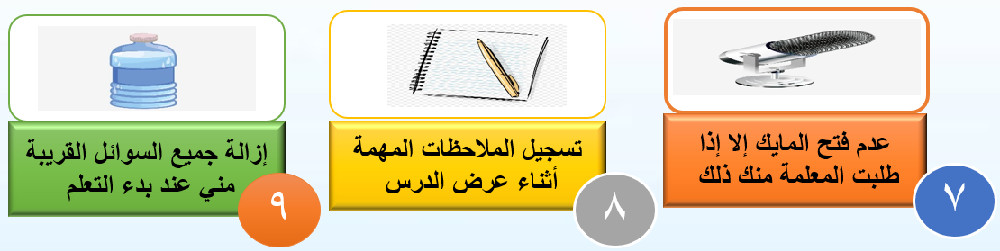 عدم فتح المايك إلا إذا
طلبت المعلمة منك ذلك
٧
تسجيل الملاحظات المهمة
أثناء عرض الدرس
٨
إزالة جميع السوائل القريبة
مني عند بدء التعلم
٩